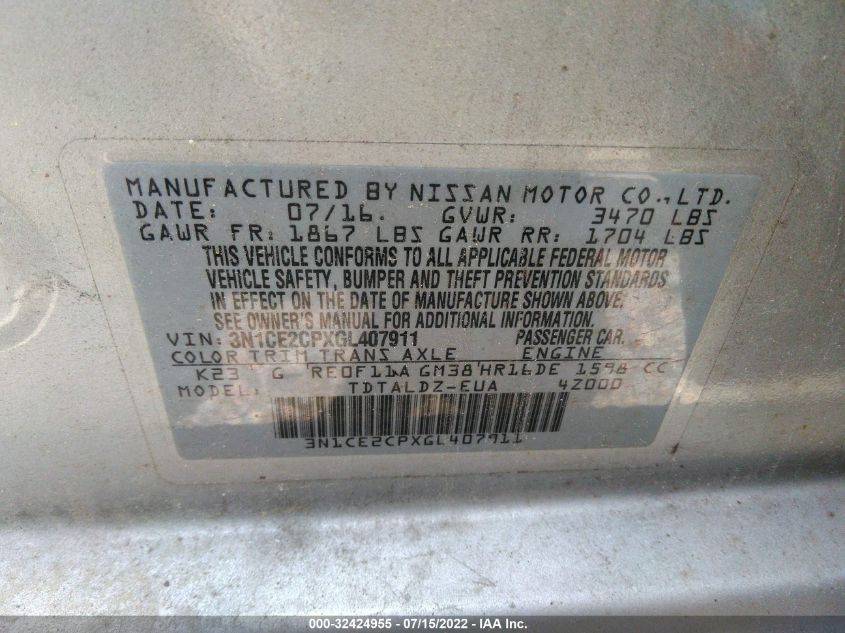 MANUFACTURED BY NISSAN MOTOR CO., LTD.
DATE: 07/16. GVWR: 3470 LBS
GAWR FR: 1867 LBS GAWR RR: 1704 LBS
THIS VEHICLE CONFORMS TO ALL APPLICABLE FEDERAL MOTOR
VEHICLE SAFETY, BUMPER AND THEFT PREVENTION STANDARDS
IN EFFECT ON THE DATE OF MANUFACTURE SHOWN ABOVE.
SEE OWNER'S MANUAL FOR ADDITIONAL INFORMATION.
VIN: 3N1CE2CPXGL407911 PASSENGER CAR.
COLOR TRIM TRANS AXLE ENGINE
K23 G RE0F11A GM38 HR16DE 1598 CC
MODEL: TDTALDZ-EUA 4Z000
3N1CE2CPXGL407911
000-32424955 - 07/15/2022 - IAA Inc.